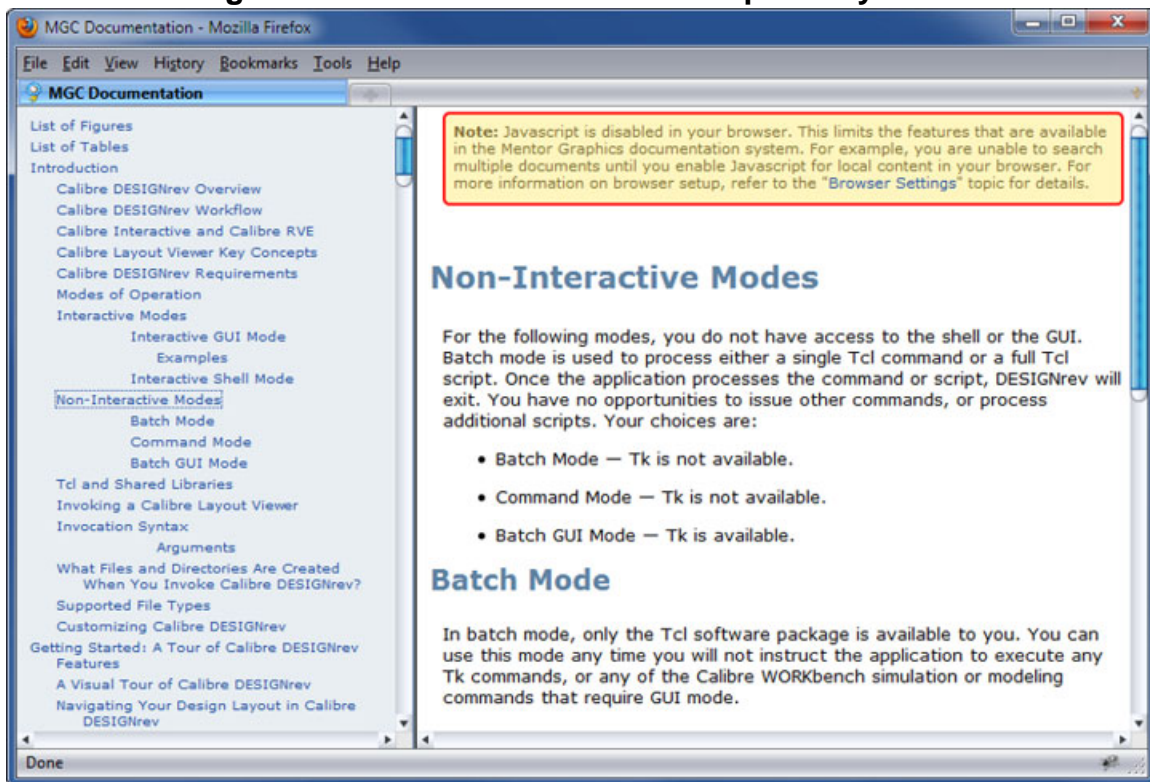 MGC Documentation - Mozilla Firefox
File Edit View History Bookmarks Tools Help
MGC Documentation
List of Figures
List of Tables
Introduction
Calibre DESIGNrev Overview
Calibre DESIGNrev Workflow
Calibre Interactive and Calibre RVE
Calibre Layout Viewer Key Concepts
Calibre DESIGNrev Requirements
Modes of Operation
Interactive Modes
Interactive GUI Mode
Examples
Interactive Shell Mode
Non-Interactive Modes
Batch Mode
Command Mode
Batch GUI Mode
Tcl and Shared Libraries
Invoking a Calibre Layout Viewer
Invocation Syntax
Arguments
What Files and Directories Are Created
When You Invoke Calibre DESIGNrev?
Supported File Types
Customizing Calibre DESIGNrev
Getting Started: A Tour of Calibre DESIGNrev
Features
A Visual Tour of Calibre DESIGNrev
Navigating Your Design Layout in Calibre
DESIGNrev
Note: Javascript is disabled in your browser. This limits the features that are available
in the Mentor Graphics documentation system. For example, you are unable to search
multiple documents until you enable Javascript for local content in your browser. For
more information on browser setup, refer to the "Browser Settings" topic for details.
Non-Interactive Modes
For the following modes, you do not have access to the shell or the GUI.
Batch mode is used to process either a single Tcl command or a full Tcl
script. Once the application processes the command or script, DESIGNrev will
exit. You have no opportunities to issue other commands, or process
additional scripts. Your choices are:
• Batch Mode — Tk is not available.
• Command Mode — Tk is not available.
• Batch GUI Mode — Tk is available.
Batch Mode
In batch mode, only the Tcl software package is available to you. You can
use this mode any time you will not instruct the application to execute any
Tk commands, or any of the Calibre WORKbench simulation or modeling
commands that require GUI mode.
Done